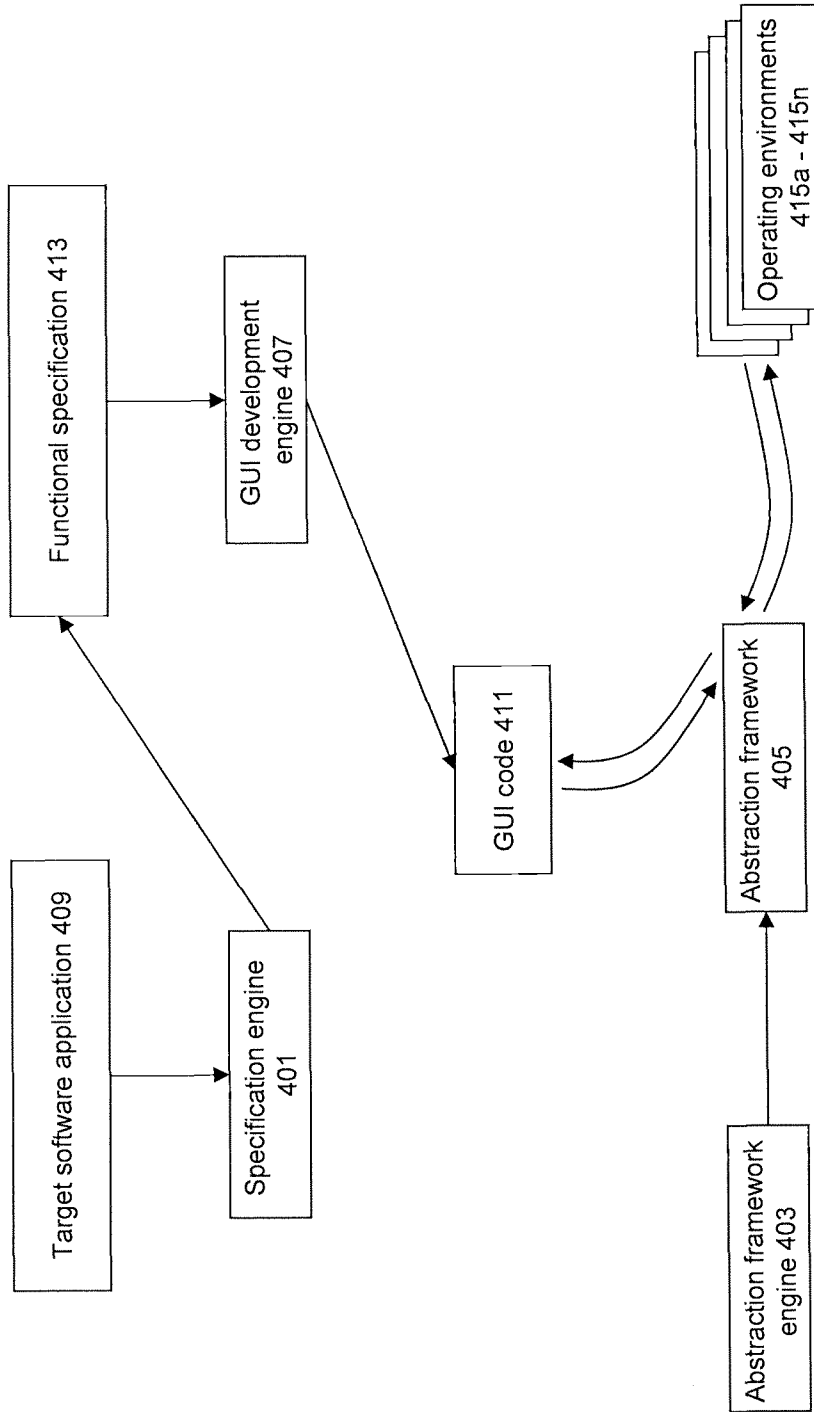 Target software application 409
Functional specification 413
Specification engine
401
GUI development
engine 407
GUI code 411
Abstraction framework
engine 403
Abstraction framework
405
Operating environments
415a - 415n